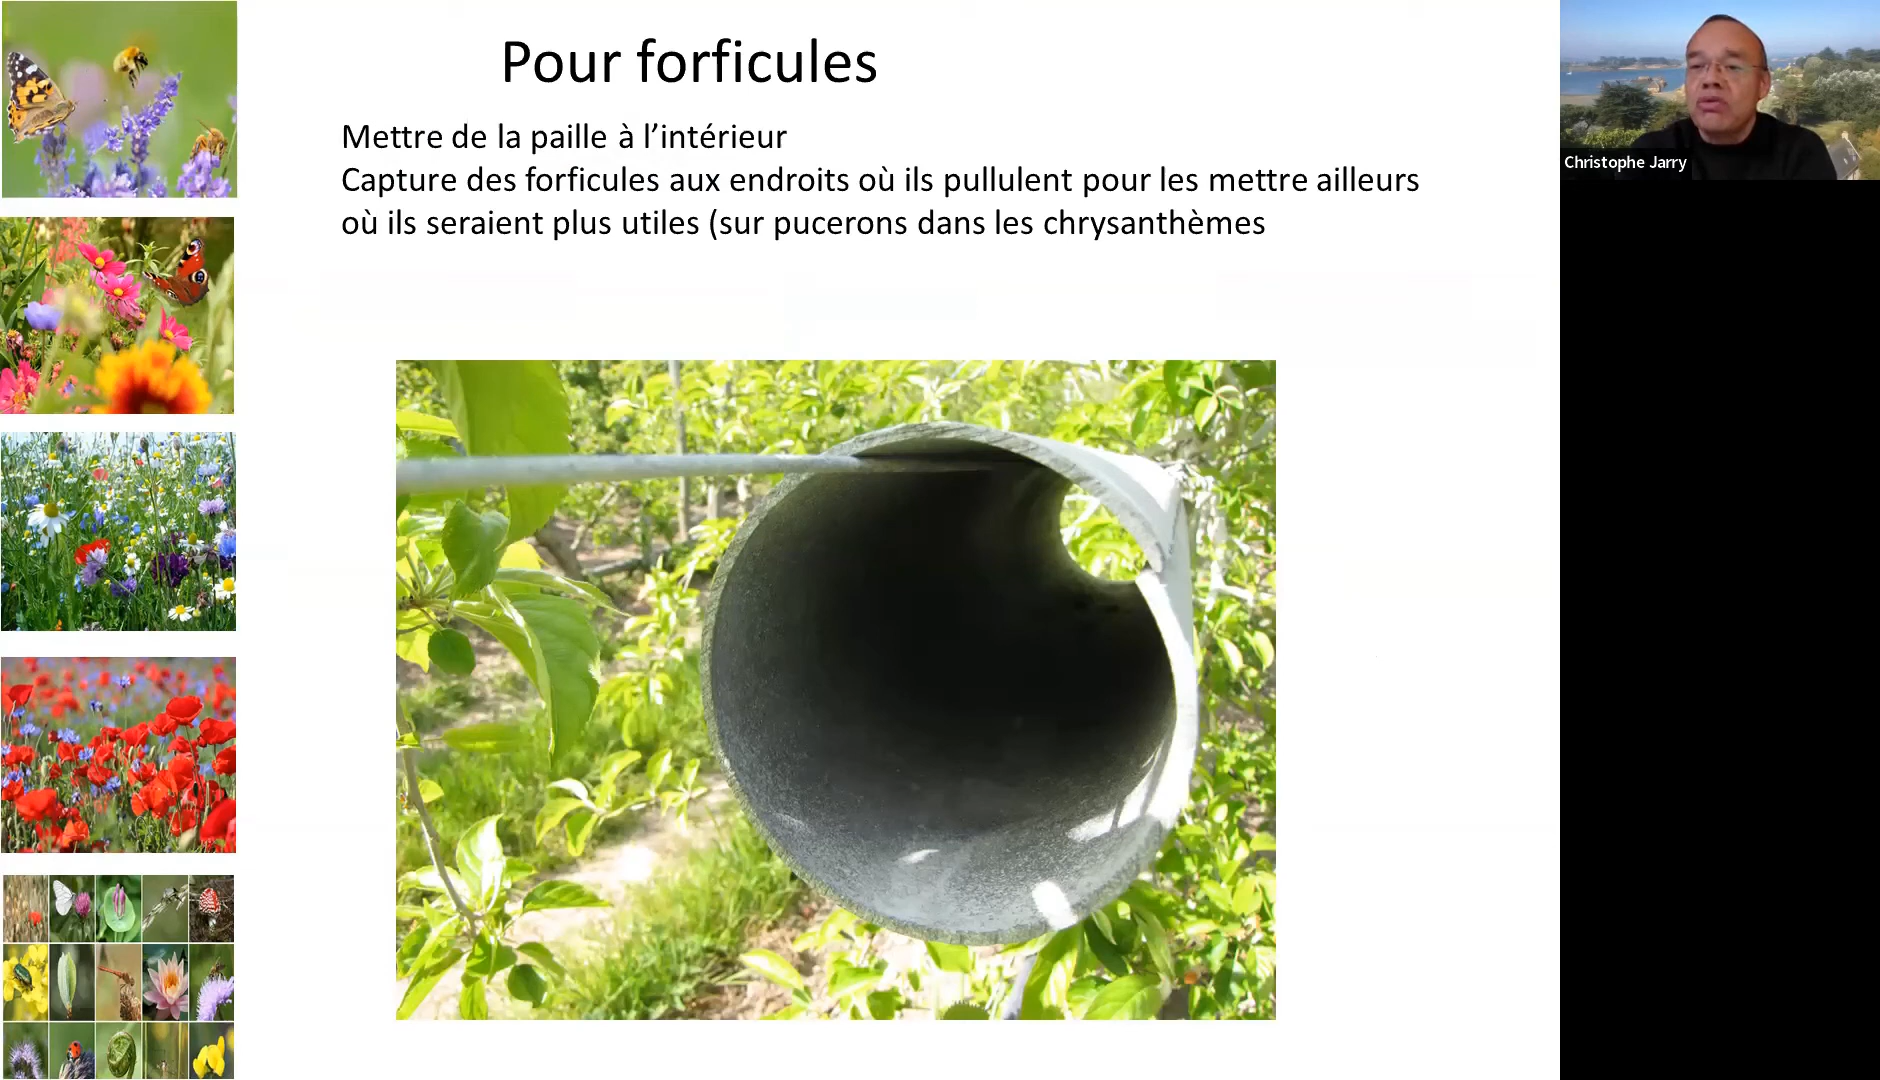 Pour forficules
Mettre de la paille à l’intérieur
Capture des forficules aux endroits où ils pullulent pour les mettre ailleurs
où ils seraient plus utiles (sur pucerons dans les chrysanthèmes
Christophe Jarry